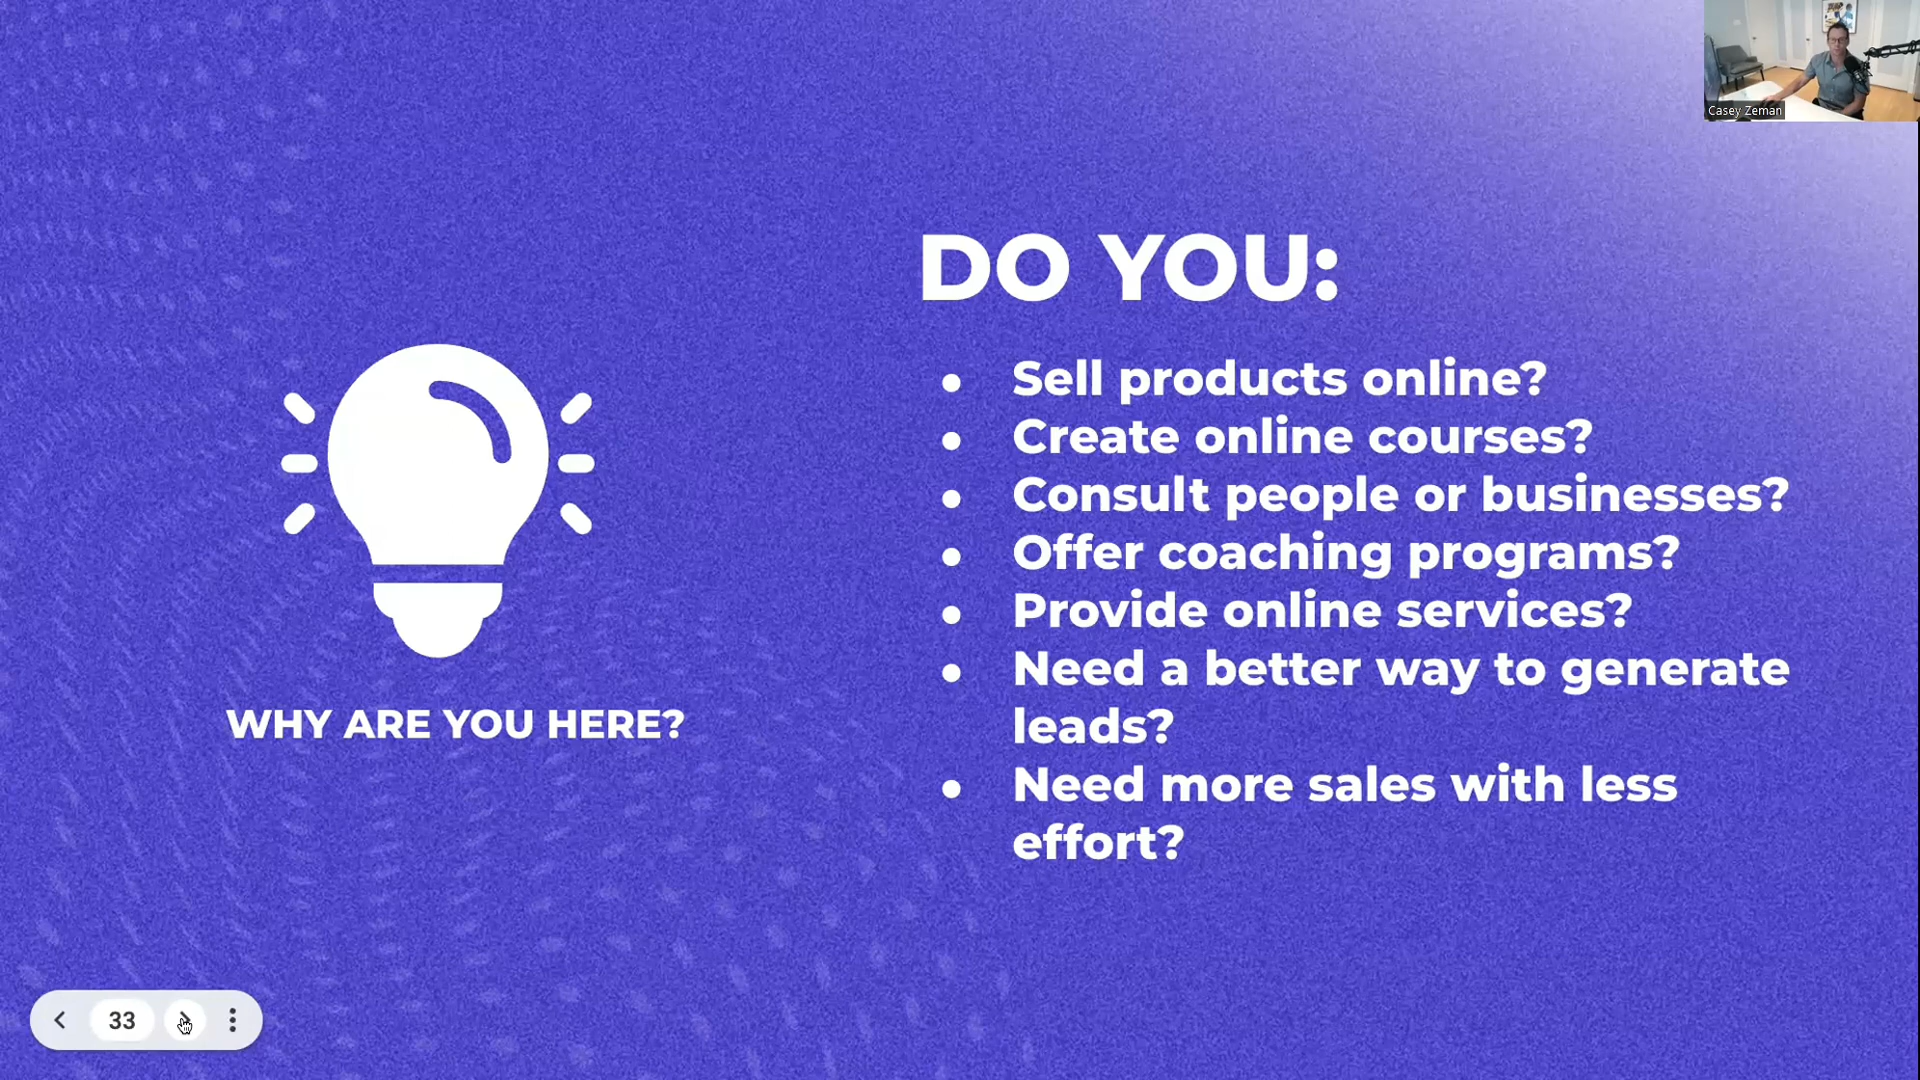 Casey Zeman
DO YOU:
● Sell products online?
● Create online courses?
● Consult people or businesses?
● Offer coaching programs?
● Provide online services?
● Need a better way to generate
leads?
● Need more sales with less
effort?
WHY ARE YOU HERE?
33